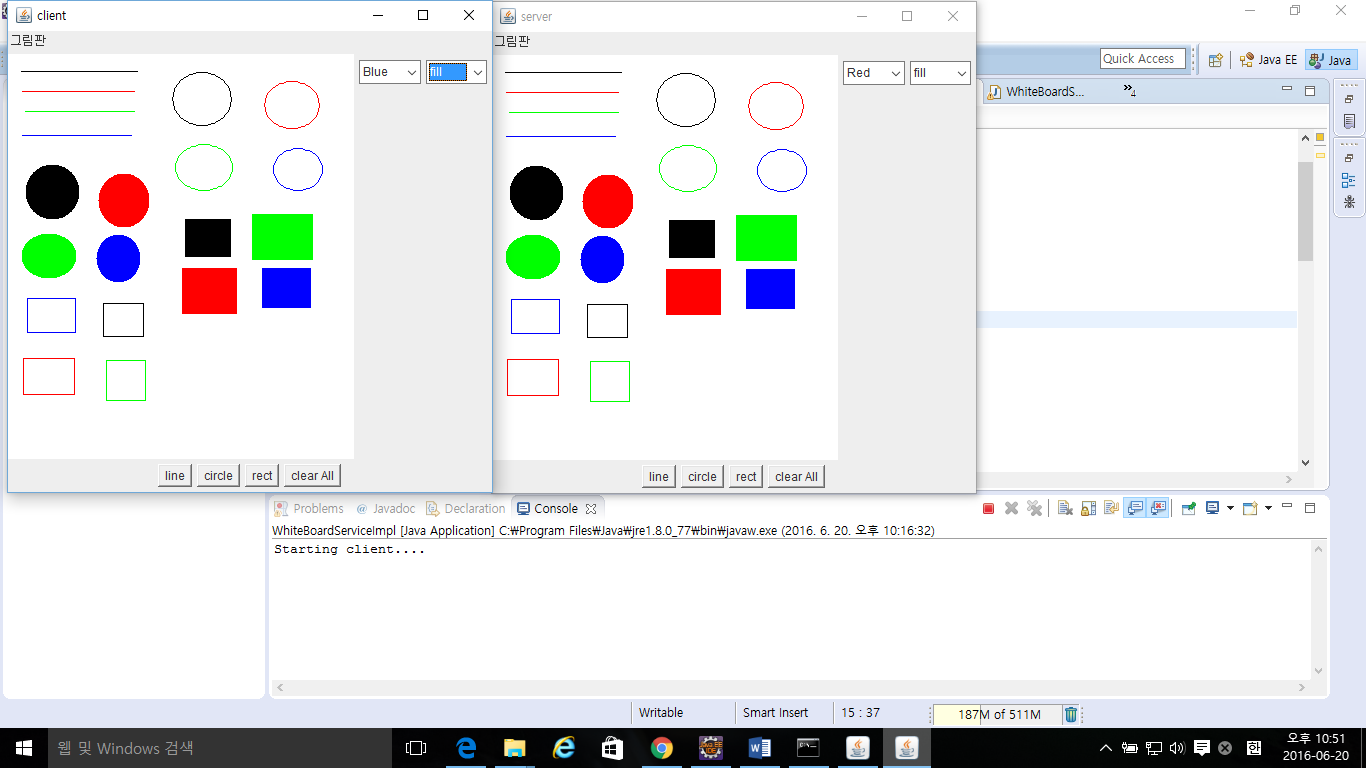 client
그림판
Blue
fill
line
circle
rect
clear All
server
그림판
Red
fill
line
circle
rect
clear All
Quick Access
Java EE
Java
WhiteBoardS...
»4
Problems
@ Javadoc
Declaration
Console
WhiteBoardServiceImpl [Java Application] C:₩Program Files₩Java₩jre1.8.0_77₩bin₩javaw.exe (2016. 6. 20. 오후 10:16:32)
Starting client....
Writable
Smart Insert
15 : 37
187M of 511M
웹 및 Windows 검색
한
오후 10:51
2016-06-20